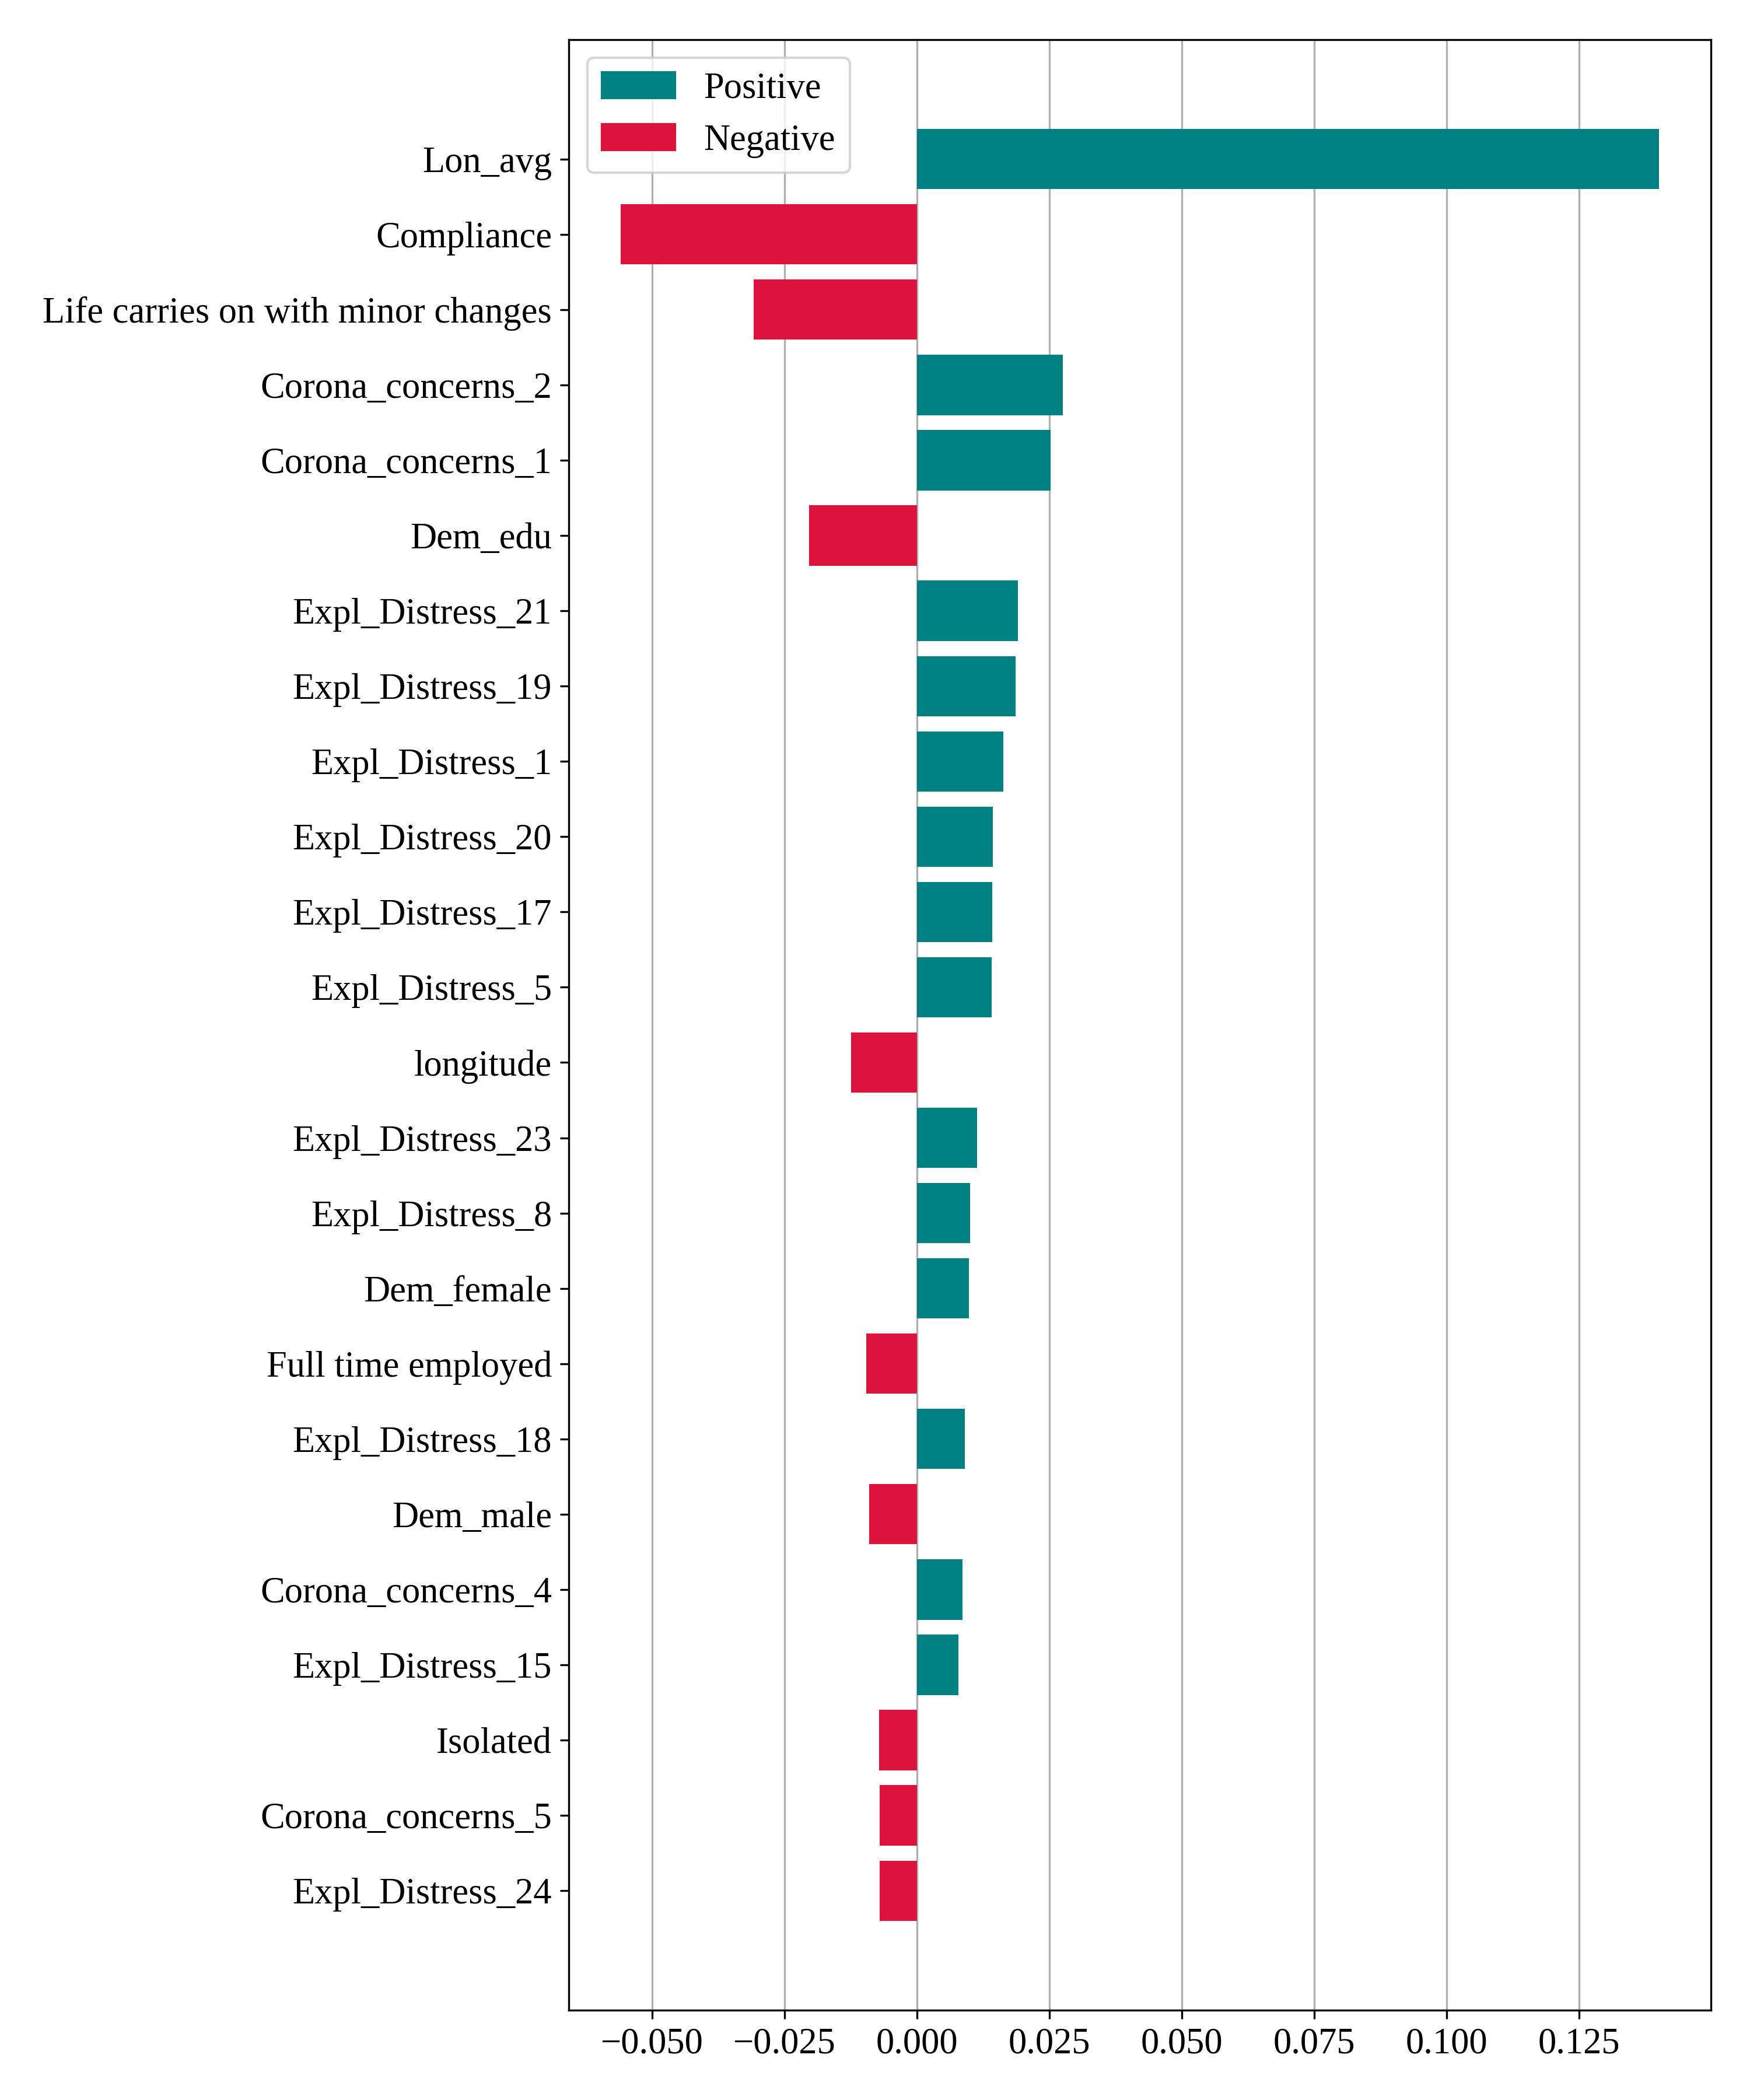 Positive
Negative
Lon_avg
Compliance
Life carries on with minor changes
Corona_concerns_2
Corona_concerns_1
Dem_edu
Expl_Distress_21
Expl_Distress_19
Expl_Distress_1
Expl_Distress_20
Expl_Distress_17
Expl_Distress_5
longitude
Expl_Distress_23
Expl_Distress_8
Dem_female
Full time employed
Expl_Distress_18
Dem_male
Corona_concerns_4
Expl_Distress_15
Isolated
Corona_concerns_5
Expl_Distress_24
−0.050 −0.025 0.000 0.025 0.050 0.075 0.100 0.125